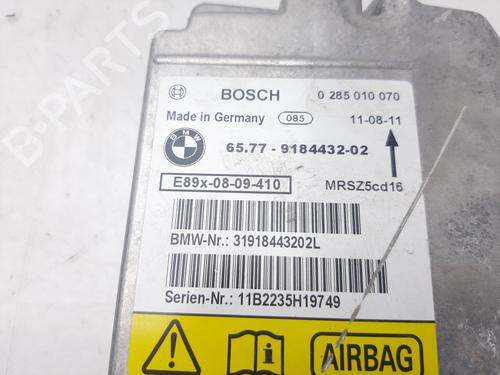 BOSCH 0 285 010 070
Made in Germany 085 11-08-11
BMW 65.77 - 9184432-02
E89x-08-09-410 MRSZ5cd16
BMW-Nr.: 31918443202L
Serien-Nr.: 11B2235H19749
AIRBAG
B-PARTS